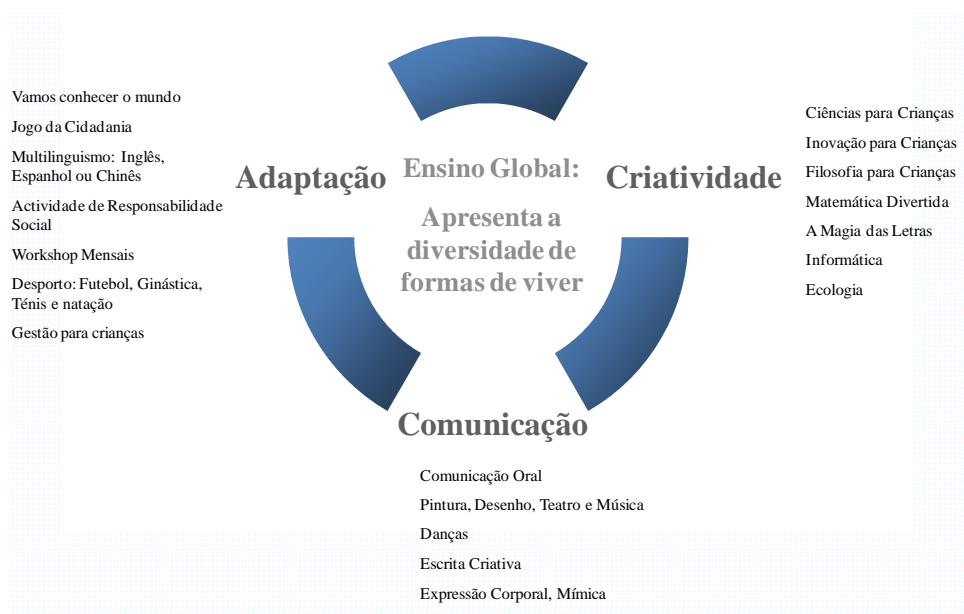 Vamos conhecer o mundo
Jogo da Cidadania
Multilinguismo: Inglês,
Espanhol ou Chinês
Actividade de Responsabilidade
Social
Workshop Mensais
Desporto: Futebol, Ginástica,
Ténis e natação
Gestão para crianças
Adaptação
Ensino Global:
Apresenta a
diversidade de
formas de viver
Criatividade
Ciências para Crianças
Inovação para Crianças
Filosofia para Crianças
Matemática Divertida
A Magia das Letras
Informática
Ecologia
Comunicação
Comunicação Oral
Pintura, Desenho, Teatro e Música
Danças
Escrita Criativa
Expressão Corporal, Mímica